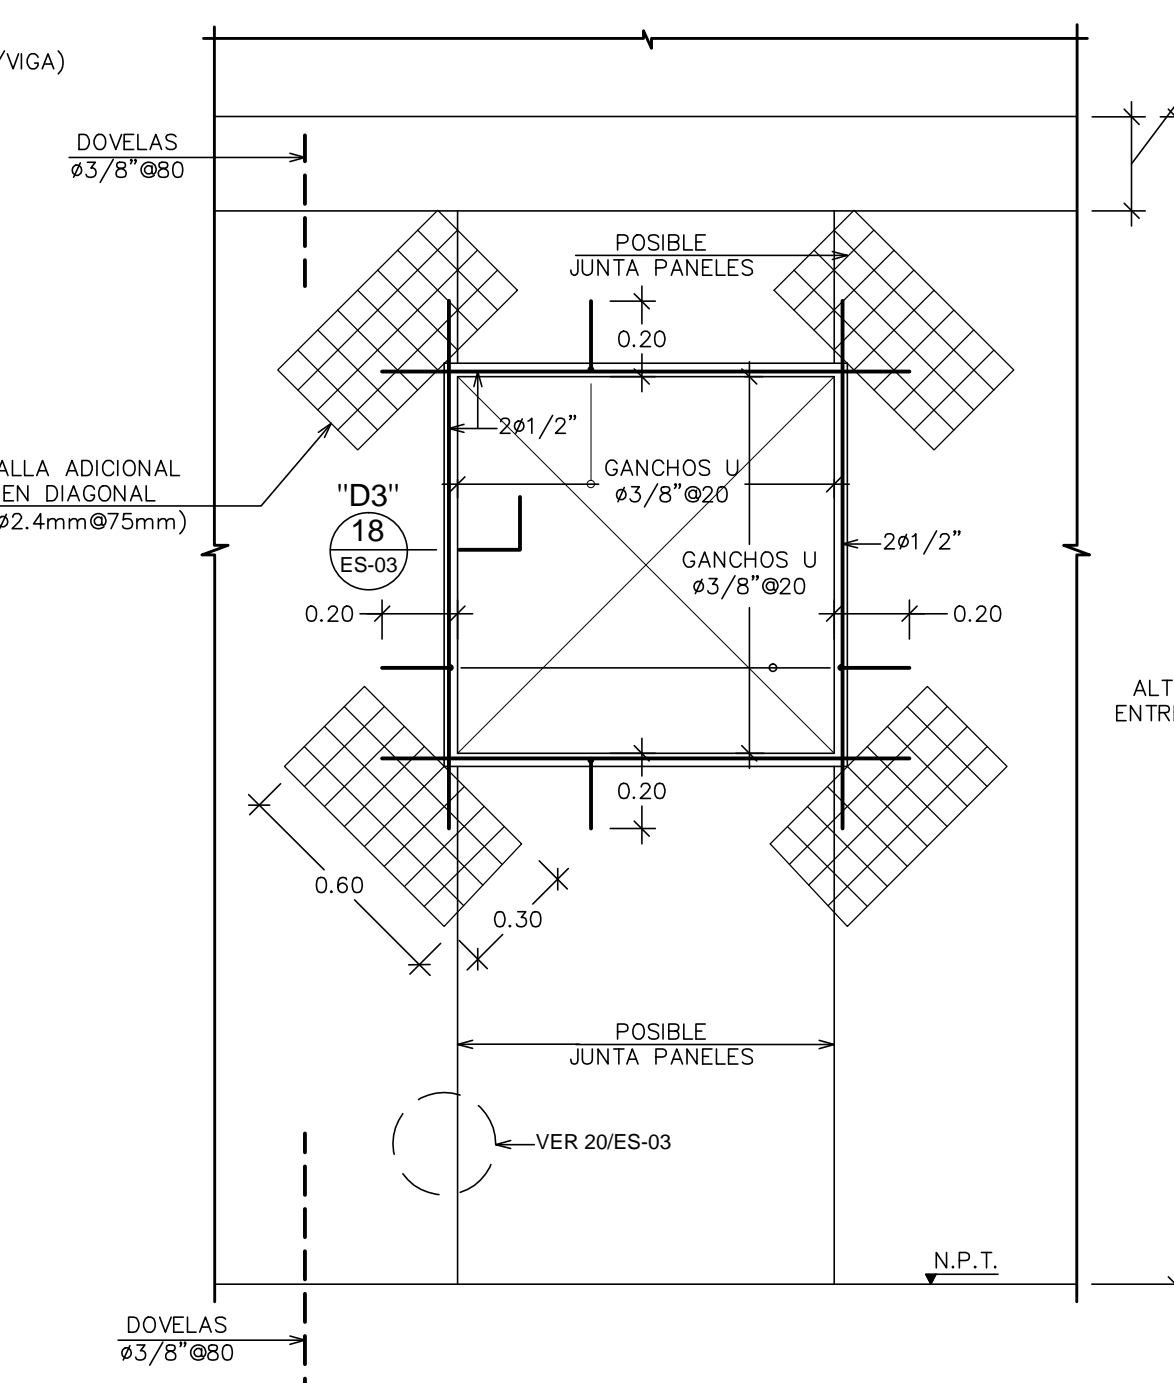 /VIGA)
DOVELAS
ø3/8"@80
POSIBLE
JUNTA PANELES
0.20
2ø1/2"
ALLA ADICIONAL
EN DIAGONAL
ø2.4mm@75mm)
GANCHOS U
ø3/8"@20
"D3"
18
ES-03
2ø1/2"
GANCHOS U
ø3/8"@20
0.20
0.20
ALT
ENTR
0.20
0.60
0.30
POSIBLE
JUNTA PANELES
VER 20/ES-03
N.P.T.
DOVELAS
ø3/8"@80